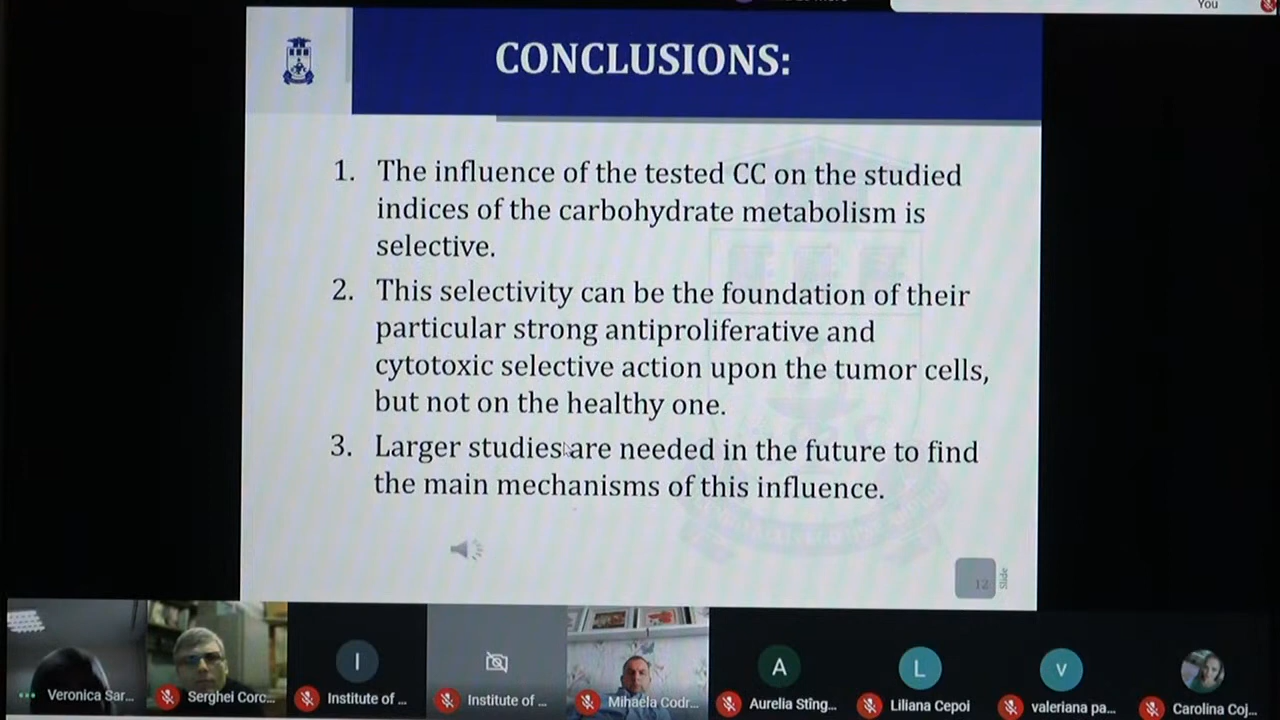 You
CONCLUSIONS:
1. The influence of the tested CC on the studied
indices of the carbohydrate metabolism is
selective.
2. This selectivity can be the foundation of their
particular strong antiproliferative and
cytotoxic selective action upon the tumor cells,
but not on the healthy one.
3. Larger studies are needed in the future to find
the main mechanisms of this influence.
12
Slide
I
A
L
v
Veronica Sar...
Serghei Corc...
Institute of ...
Institute of ...
Mihaela Codr...
Aurelia Stîng...
Liliana Cepoi
valeriana pa...
Carolina Coj...